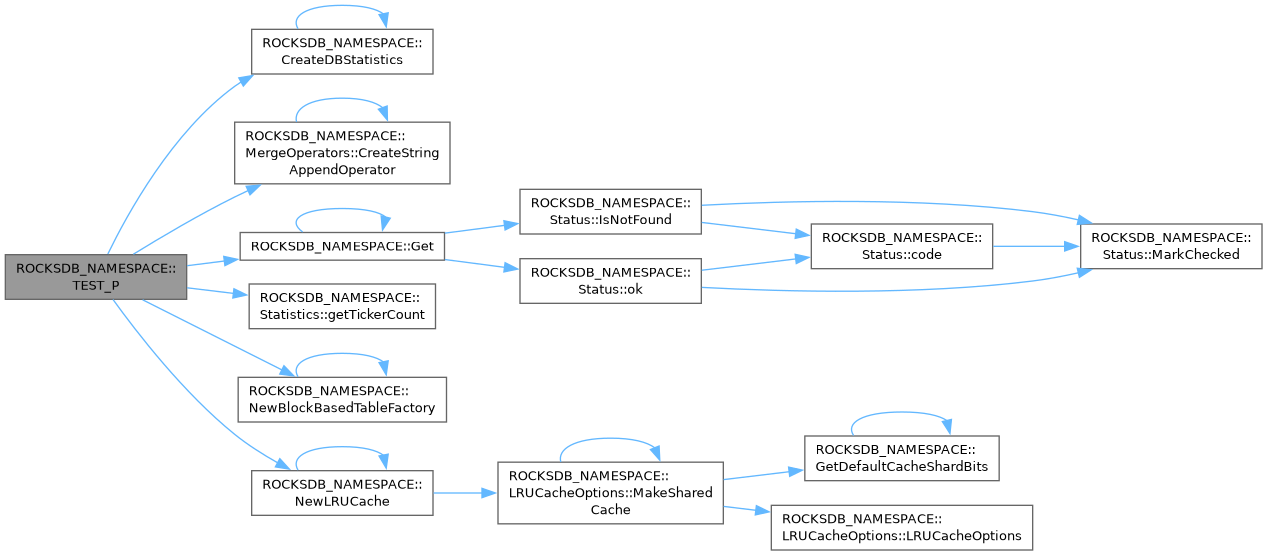 ROCKSDB_NAMESPACE::
TEST_P
ROCKSDB_NAMESPACE::
CreateDBStatistics
ROCKSDB_NAMESPACE::
MergeOperators::CreateString
AppendOperator
ROCKSDB_NAMESPACE::Get
ROCKSDB_NAMESPACE::
Statistics::getTickerCount
ROCKSDB_NAMESPACE::
NewBlockBasedTableFactory
ROCKSDB_NAMESPACE::
NewLRUCache
ROCKSDB_NAMESPACE::
Status::IsNotFound
ROCKSDB_NAMESPACE::
Status::ok
ROCKSDB_NAMESPACE::
Status::code
ROCKSDB_NAMESPACE::
Status::MarkChecked
ROCKSDB_NAMESPACE::
LRUCacheOptions::MakeShared
Cache
ROCKSDB_NAMESPACE::
GetDefaultCacheShardBits
ROCKSDB_NAMESPACE::
LRUCacheOptions::LRUCacheOptions